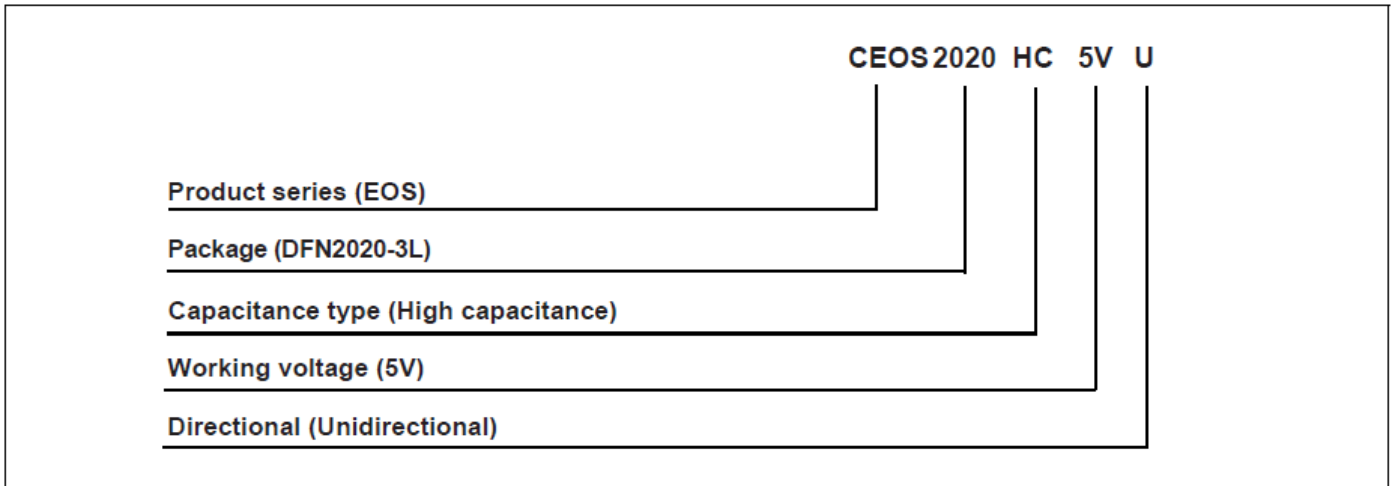 CEOS 2020 HC 5V U
Product series (EOS)
Package (DFN2020-3L)
Capacitance type (High capacitance)
Working voltage (5V)
Directional (Unidirectional)